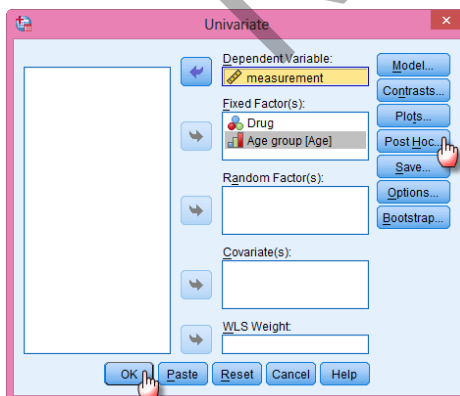 Univariate
Dependent Variable:
measurement
Fixed Factor(s):
Drug
Age group [Age]
Random Factor(s):
Covariate(s):
WLS Weight:
Model...
Contrasts...
Plots...
Post Hoc...
Save...
Options...
Bootstrap...
OK
Paste
Reset
Cancel
Help